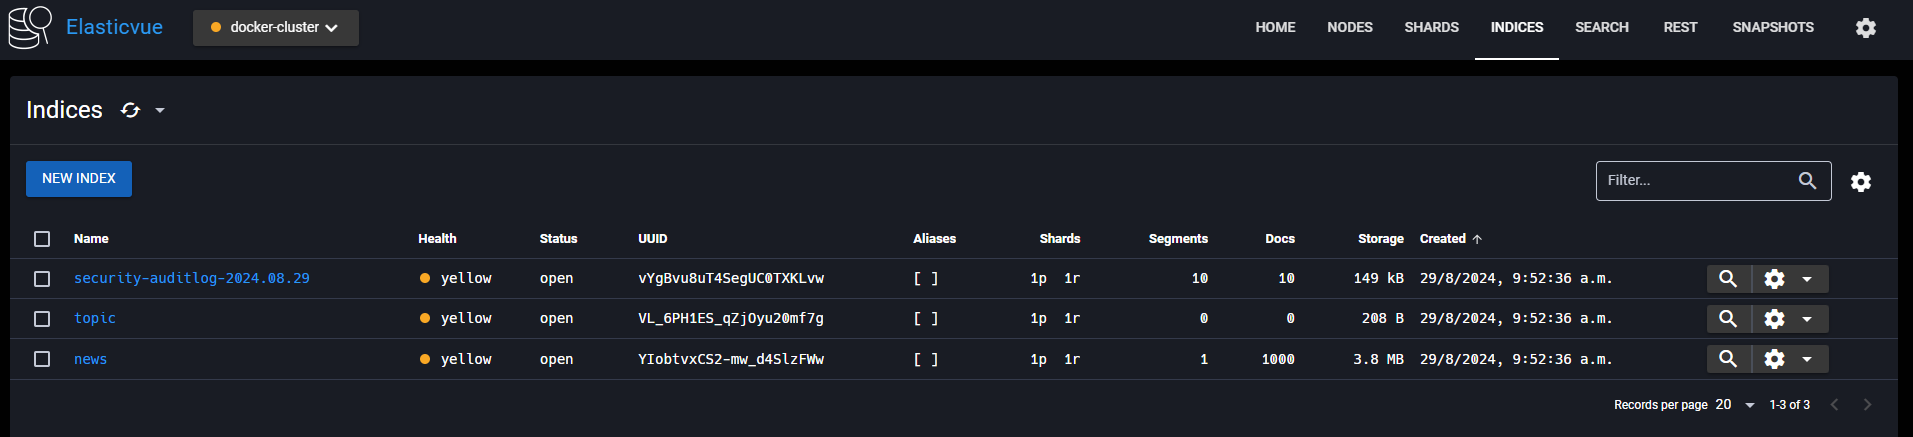 Elasticvue docker-cluster HOME NODES SHARDS INDICES SEARCH REST SNAPSHOTS
Indices
NEW INDEX Filter...
Name Health Status UUID Aliases Shards Segments Docs Storage Created
security-auditlog-2024.08.29 yellow open vYgBvu8uT4SegUC0TXKLvw [ ] 1p 1r 10 10 149 kB 29/8/2024, 9:52:36 a.m.
topic yellow open VL_6PH1ES_qZjOyu20mf7g [ ] 1p 1r 0 0 208 B 29/8/2024, 9:52:36 a.m.
news yellow open YIobtvxCS2-mw_d4SlzFWw [ ] 1p 1r 1 1000 3.8 MB 29/8/2024, 9:52:36 a.m.
Records per page 20 1-3 of 3